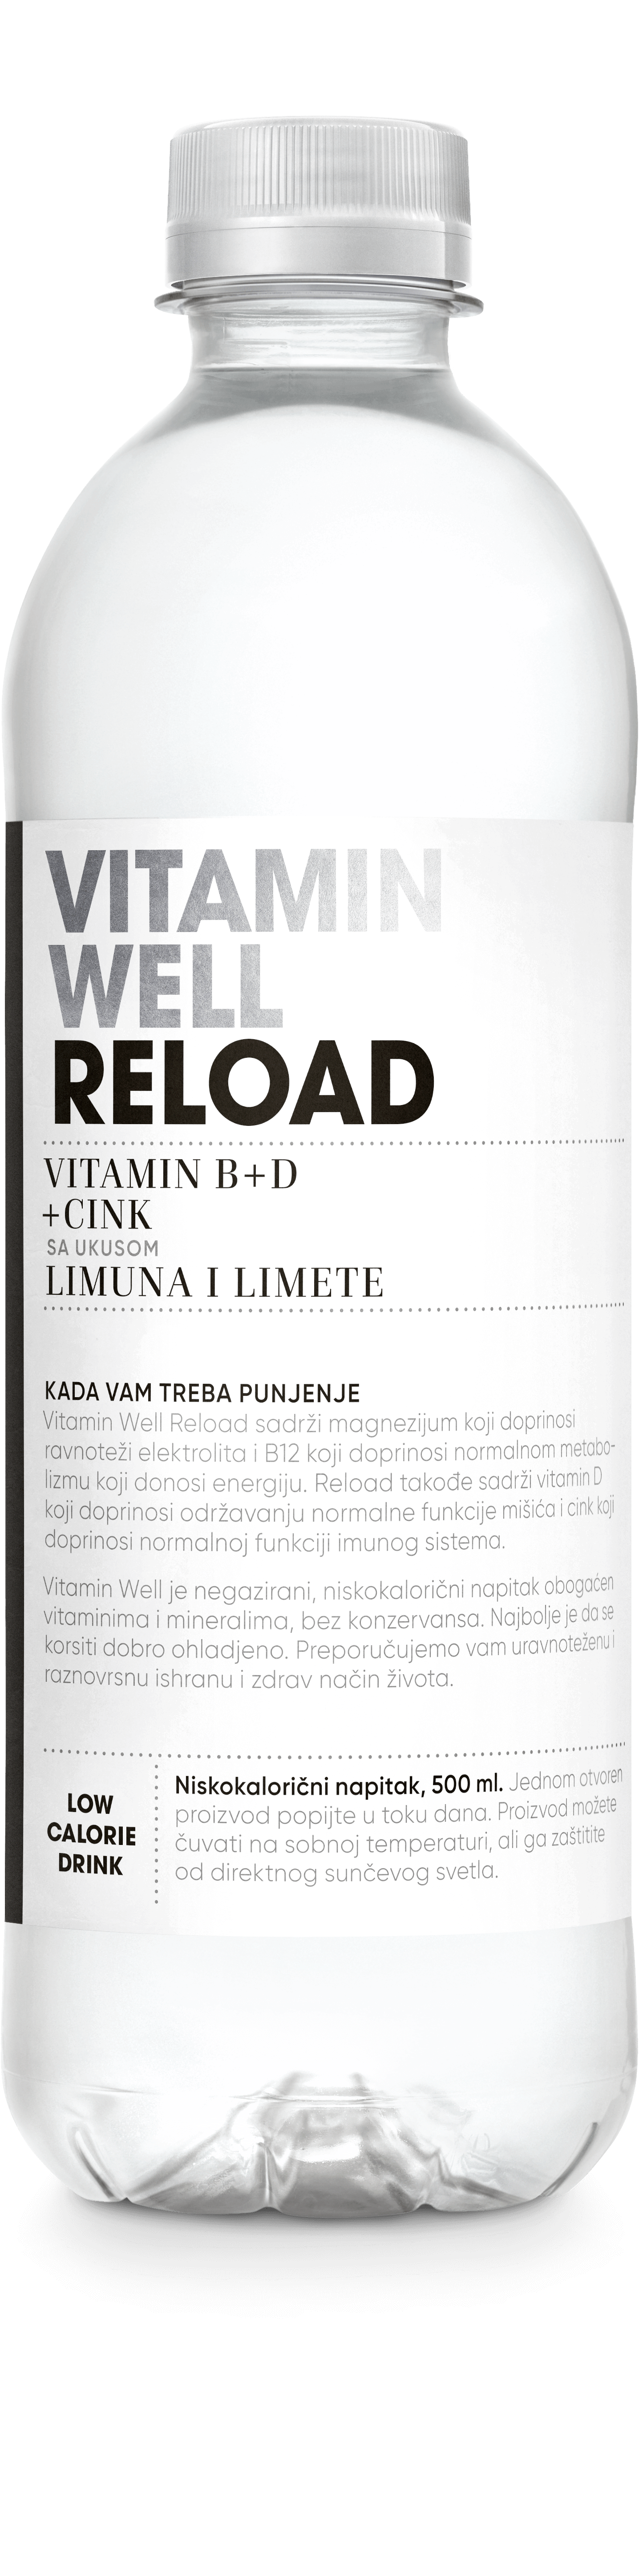 VITAMIN
WELL
RELOAD
VITAMIN B+D
+CINK
SA UKUSOM
LIMUNA I LIMETE
KADA VAM TREBA PUNJENJE
Vitamin Well Reload sadrži magnezijum koji doprinosi
ravnoteži elektrolita i B12 koji doprinosi normalnom metabo-
lizmu koji donosi energiju. Reload takođe sadrži vitamin D
koji doprinosi održavanju normalne funkcije mišića i cink koji
doprinosi normalnoj funkciji imunog sistema.
Vitamin Well je negazirani, niskokalorični napitak obogaćen
vitaminima i mineralima, bez konzervansa. Najbolje je da se
korsiti dobro ohladjeno. Preporučujemo vam uravnoteženu i
raznovrsnu ishranu i zdrav način života.
LOW
CALORIE
DRINK
Niskokalorični napitak, 500 ml. Jednom otvoren
proizvod popijte u toku dana. Proizvod možete
čuvati na sobnoj temperaturi, ali ga zaštitite
od direktnog sunčevog svetla.